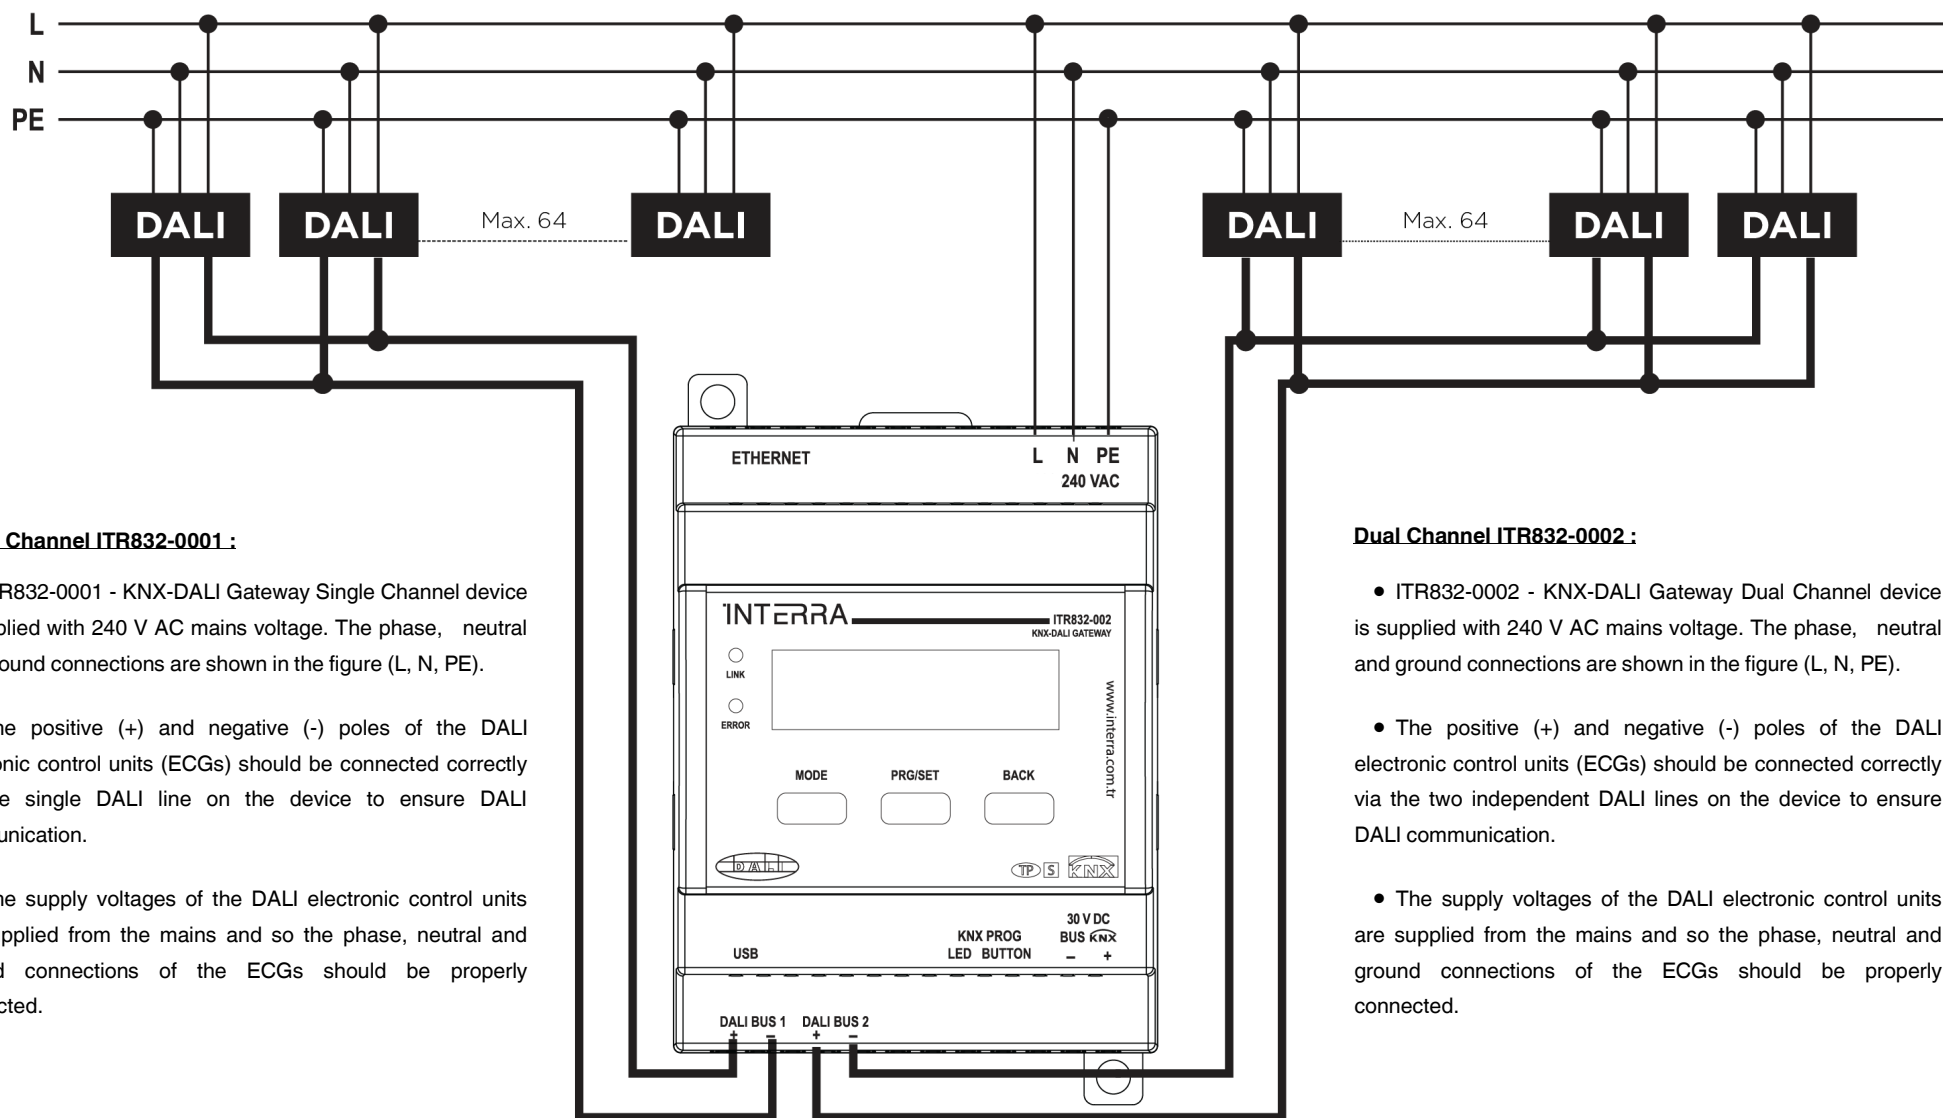 L
N
PE
DALI
DALI
Max. 64
DALI
DALI
Max. 64
DALI
DALI
ETHERNET
L N PE
240 VAC
Channel ITR832-0001 :
R832-0001 - KNX-DALI Gateway Single Channel device
plied with 240 V AC mains voltage. The phase, neutral
ound connections are shown in the figure (L, N, PE).
he positive (+) and negative (-) poles of the DALI
onic control units (ECGs) should be connected correctly
e single DALI line on the device to ensure DALI
unication.
he supply voltages of the DALI electronic control units
upplied from the mains and so the phase, neutral and
d connections of the ECGs should be properly
cted.
INTERRA
ITR832-002
KNX-DALI GATEWAY
LINK
ERROR
www.interra.com.tr
MODE
PRG/SET
BACK
DALI
TP
S
KNX
USB
KNX PROG
LED BUTTON
30 V DC
BUS KNX
– +
DALI BUS 1
+ –
DALI BUS 2
+ –
Dual Channel ITR832-0002 :
• ITR832-0002 - KNX-DALI Gateway Dual Channel device
is supplied with 240 V AC mains voltage. The phase, neutral
and ground connections are shown in the figure (L, N, PE).
• The positive (+) and negative (-) poles of the DALI
electronic control units (ECGs) should be connected correctly
via the two independent DALI lines on the device to ensure
DALI communication.
• The supply voltages of the DALI electronic control units
are supplied from the mains and so the phase, neutral and
ground connections of the ECGs should be properly
connected.